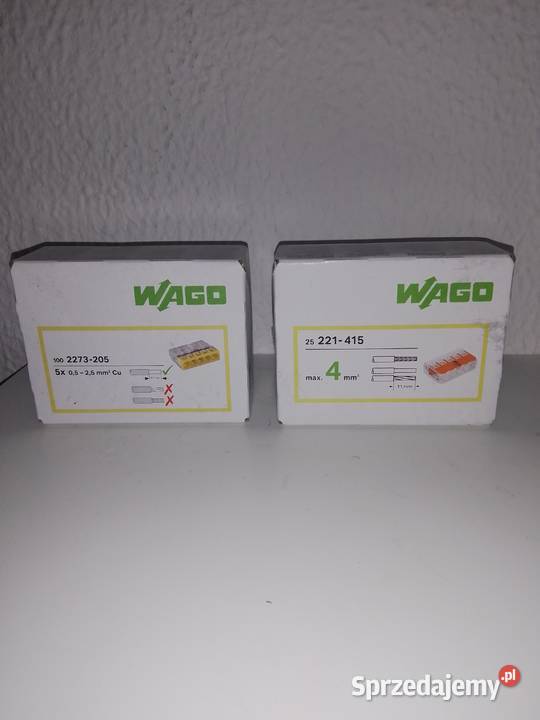 WAGO
100 2273-205
5x 0,5 – 2,5 mm² Cu
WAGO
25 221-415
max. 4 mm²
11 mm
Sprzedajemy.pl